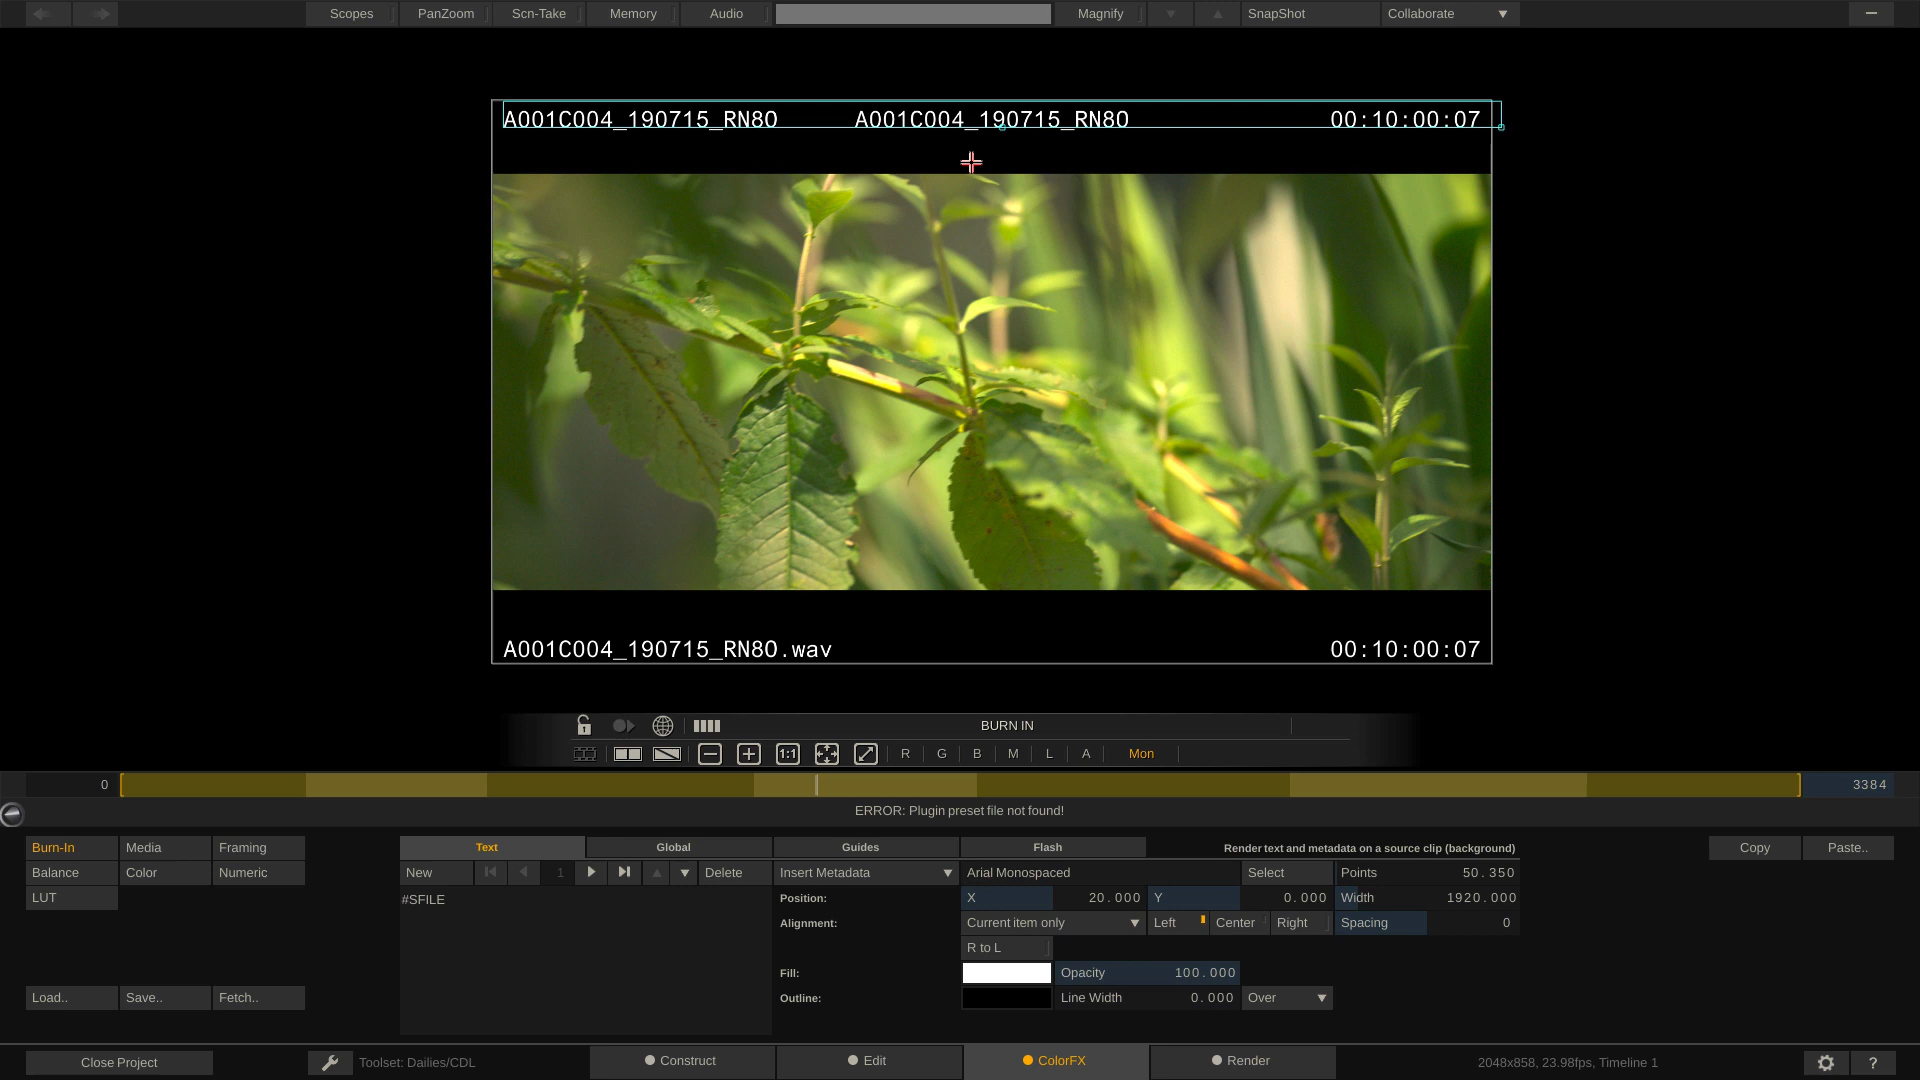 Scopes PanZoom Scn-Take Memory Audio Magnify SnapShot Collaborate
A001C004_190715_RN8O A001C004_190715_RN8O 00:10:00:07
A001C004_190715_RN8O.wav 00:10:00:07
BURN IN
1:1 R G B M L A Mon
0 3384
ERROR: Plugin preset file not found!
Burn-In Media Framing Text Global Guides Flash Render text and metadata on a source clip (background) Copy Paste..
Balance Color Numeric New 1 Delete Insert Metadata Arial Monospaced Select Points 50.350
LUT #SFILE Position: X 20.000 Y 0.000 Width 1920.000
Alignment: Current item only Left Center Right Spacing 0
R to L
Fill: Opacity 100.000
Load.. Save.. Fetch.. Outline: Line Width 0.000 Over
Close Project Toolset: Dailies/CDL Construct Edit ColorFX Render 2048x858, 23.98fps, Timeline 1 ?